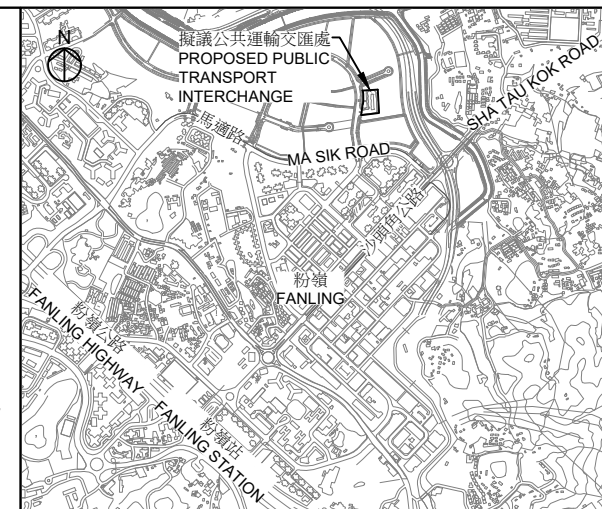 N
擬議公共運輸交匯處
PROPOSED PUBLIC
TRANSPORT
INTERCHANGE
SHA TAU KOK ROAD
馬適路
MA SIK ROAD
沙頭角公路
粉嶺
FANLING
粉嶺公路
FANLING HIGHWAY
粉嶺站
FANLING STATION